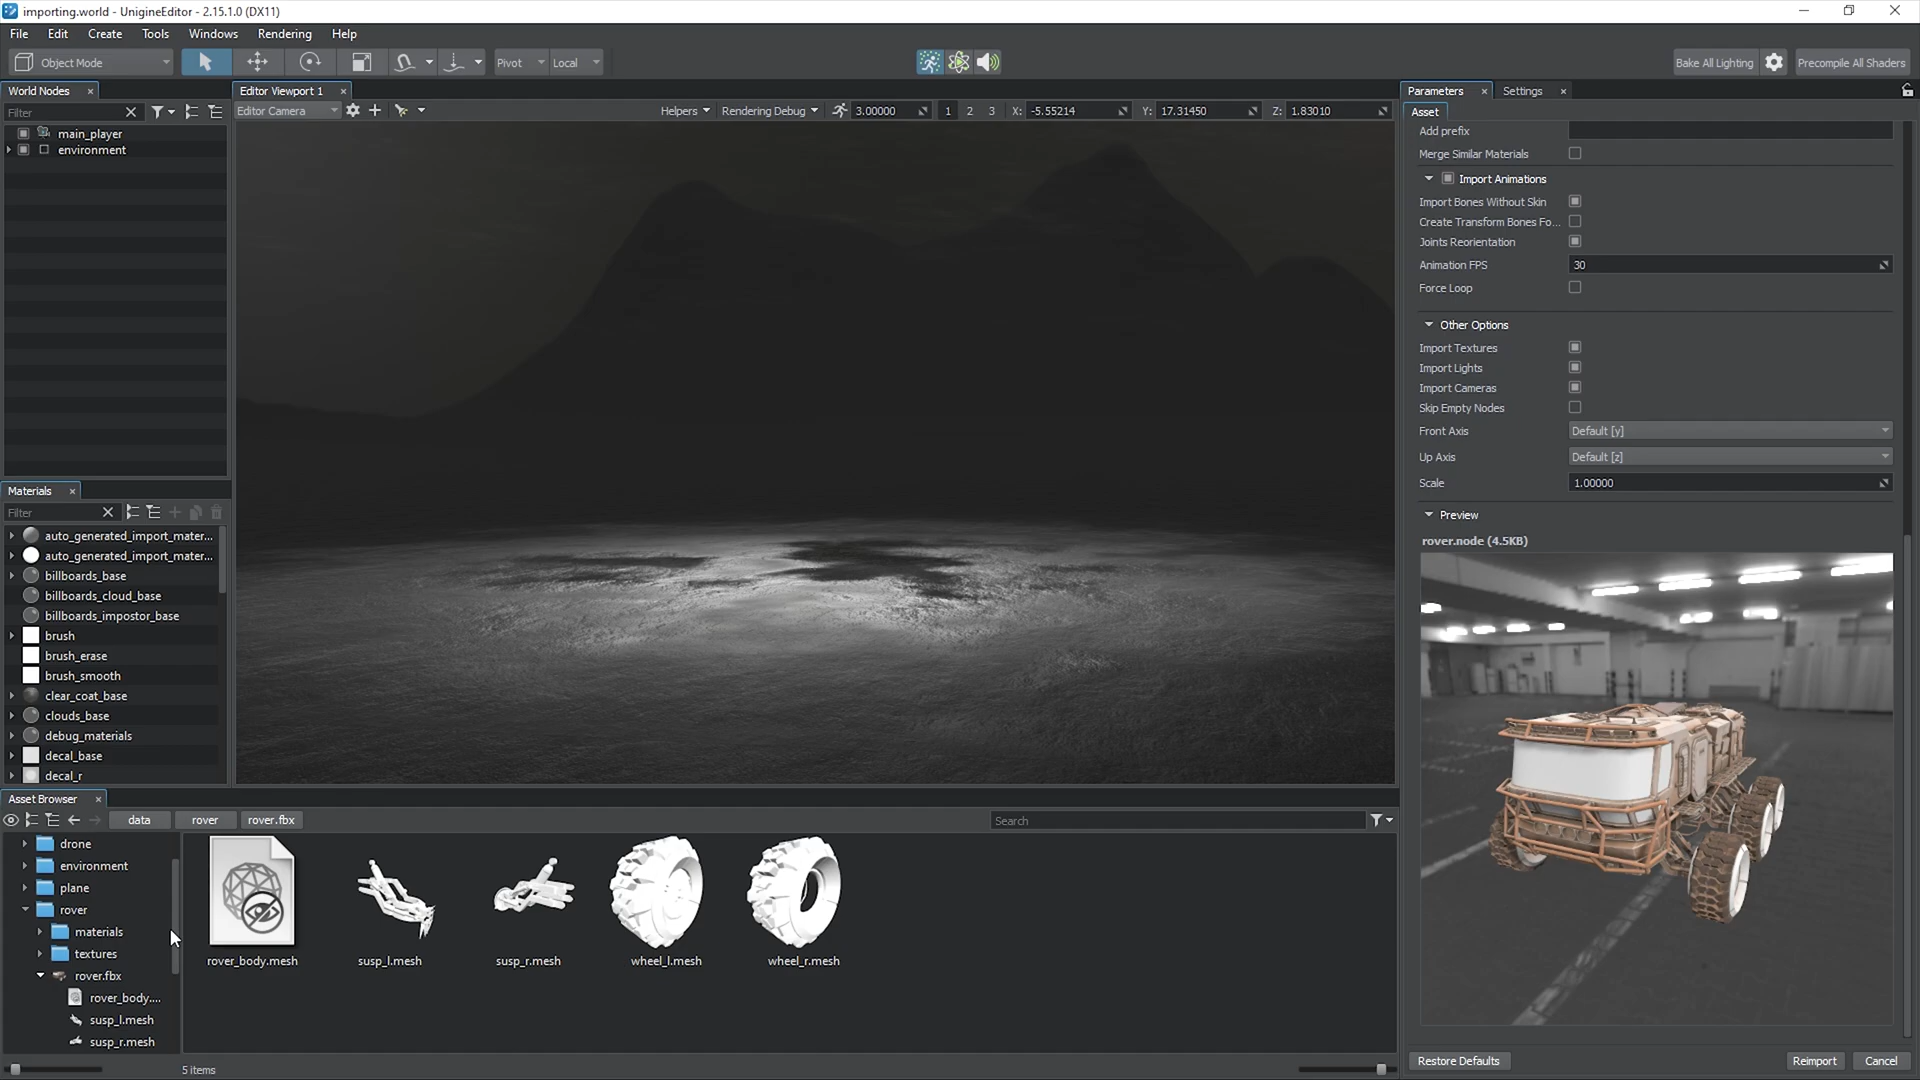 importing.world - UnigineEditor - 2.15.1.0 (DX11)
File Edit Create Tools Windows Rendering Help
Object Mode
Pivot
Local
Bake All Lighting
Precompile All Shaders
World Nodes
Filter
main_player
environment
Materials
Filter
auto_generated_import_mater...
auto_generated_import_mater...
billboards_base
billboards_cloud_base
billboards_impostor_base
brush
brush_erase
brush_smooth
clear_coat_base
clouds_base
debug_materials
decal_base
decal_r
Editor Viewport 1
Editor Camera
Helpers
Rendering Debug
3.00000
1 2 3
X: -5.55214
Y: 17.31450
Z: 1.83010
Parameters
Settings
Asset
Add prefix
Merge Similar Materials
Import Animations
Import Bones Without Skin
Create Transform Bones Fo...
Joints Reorientation
Animation FPS 30
Force Loop
Other Options
Import Textures
Import Lights
Import Cameras
Skip Empty Nodes
Front Axis Default [y]
Up Axis Default [z]
Scale 1.00000
Preview
rover.node (4.5KB)
Restore Defaults
Reimport
Cancel
Asset Browser
data
rover
rover.fbx
Search
drone
environment
plane
rover
materials
textures
rover.fbx
rover_body....
susp_l.mesh
susp_r.mesh
rover_body.mesh
susp_l.mesh
susp_r.mesh
wheel_l.mesh
wheel_r.mesh
5 items